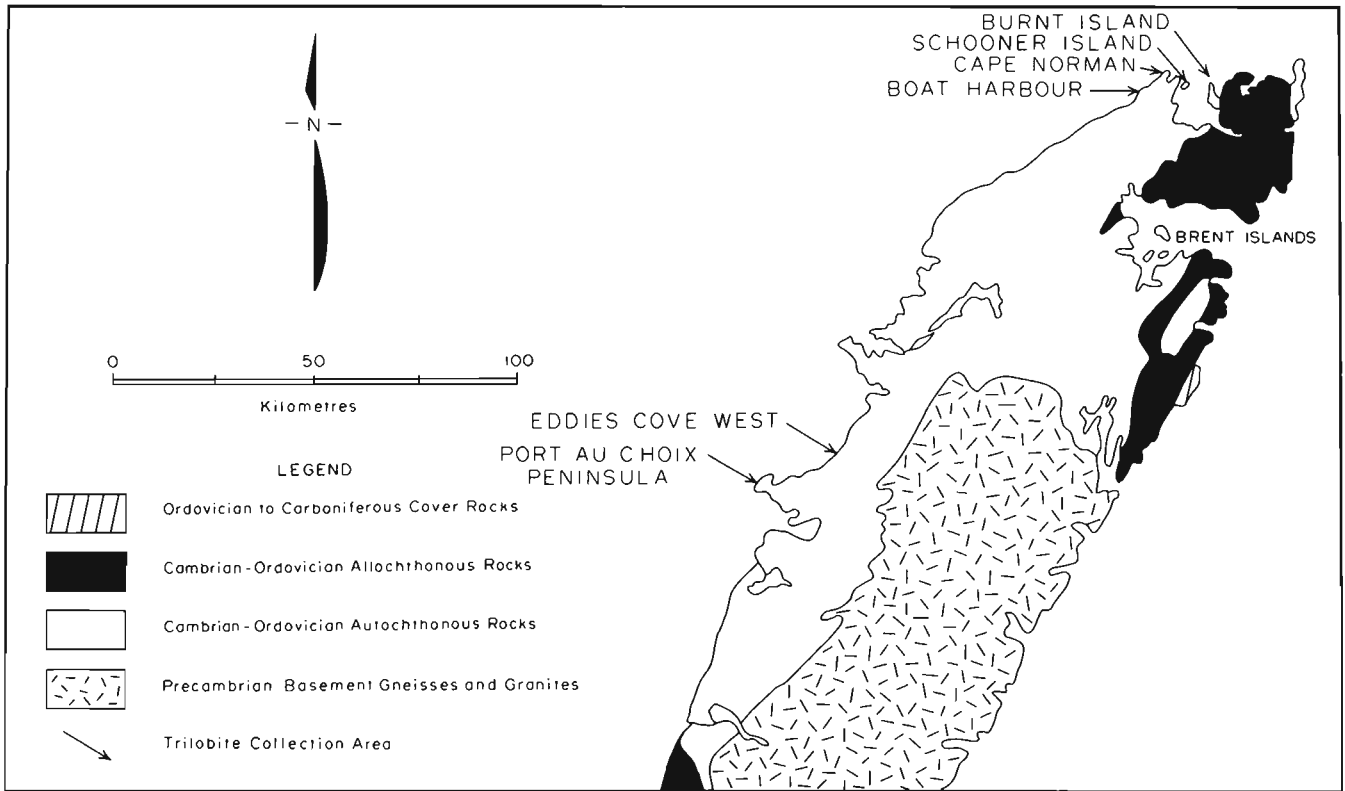 BURNT ISLAND
SCHOONER ISLAND
CAPE NORMAN
BOAT HARBOUR
— N —
BRENT ISLANDS
0 50 100
Kilometres
EDDIES COVE WEST
PORT AU CHOIX
PENINSULA
LEGEND
Ordovician to Carboniferous Cover Rocks
Cambrian-Ordovician Allochthonous Rocks
Cambrian-Ordovician Autochthonous Rocks
Precambrian Basement Gneisses and Granites
Trilobite Collection Area